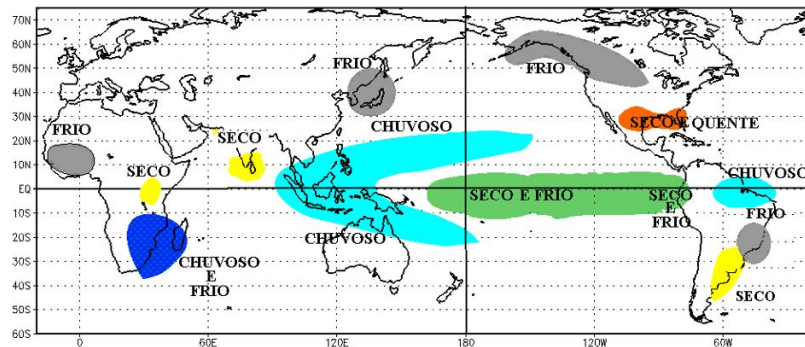 70N
60N
50N
40N
30N
20N
10N
EQ
10S
20S
30S
40S
50S
60S
FRIO
FRIO
FRIO
CHUVOSO
SECO E QUENTE
SECO
SECO
SECO E FRIO
SECO
E
FRIO
CHUVOSO
FRIO
CHUVOSO
CHUVOSO
E
FRIO
SECO
0
60E
120E
180
120W
60W